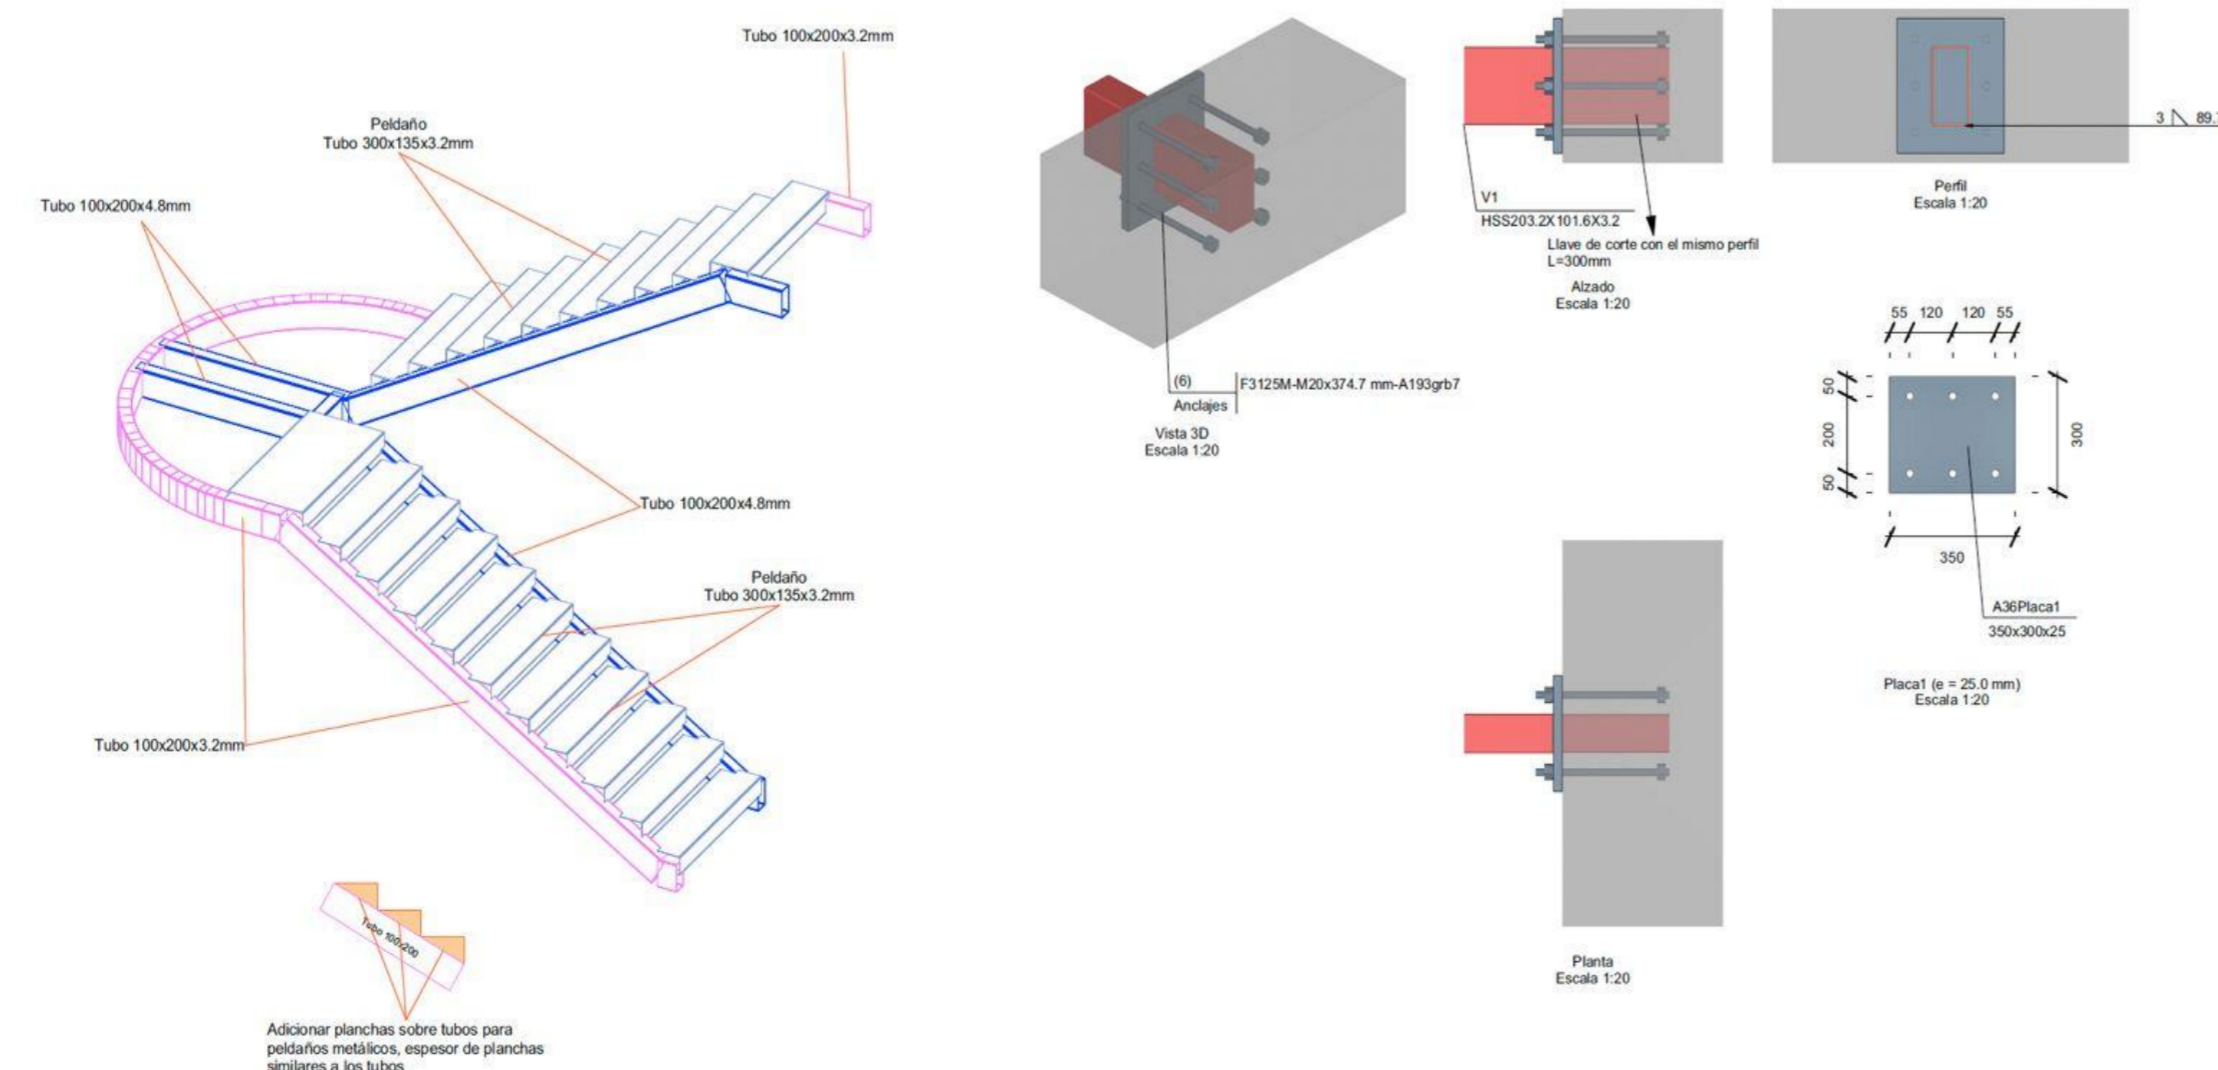 Tubo 100x200x3.2mm
Peldaño
Tubo 300x135x3.2mm
Tubo 100x200x4.8mm
Tubo 100x200x4.8mm
Peldaño
Tubo 300x135x3.2mm
Tubo 100x200x3.2mm
Tubo 100x200
Adicionar planchas sobre tubos para
peldaños metálicos, espesor de planchas
similares a los tubos
(6)
Anclajes
F3125M-M20x374.7 mm-A193grb7
Vista 3D
Escala 1:20
V1
HSS203.2X101.6X3.2
Llave de corte con el mismo perfil
L=300mm
Alzado
Escala 1:20
3
Perfil
Escala 1:20
55 120 120 55
50
200
50
300
350
A36Placa1
350x300x25
Placa1 (e = 25.0 mm)
Escala 1:20
Planta
Escala 1:20